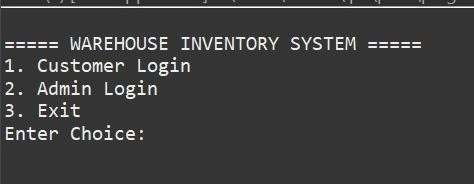 ===== WAREHOUSE INVENTORY SYSTEM =====
1. Customer Login
2. Admin Login
3. Exit
Enter Choice: